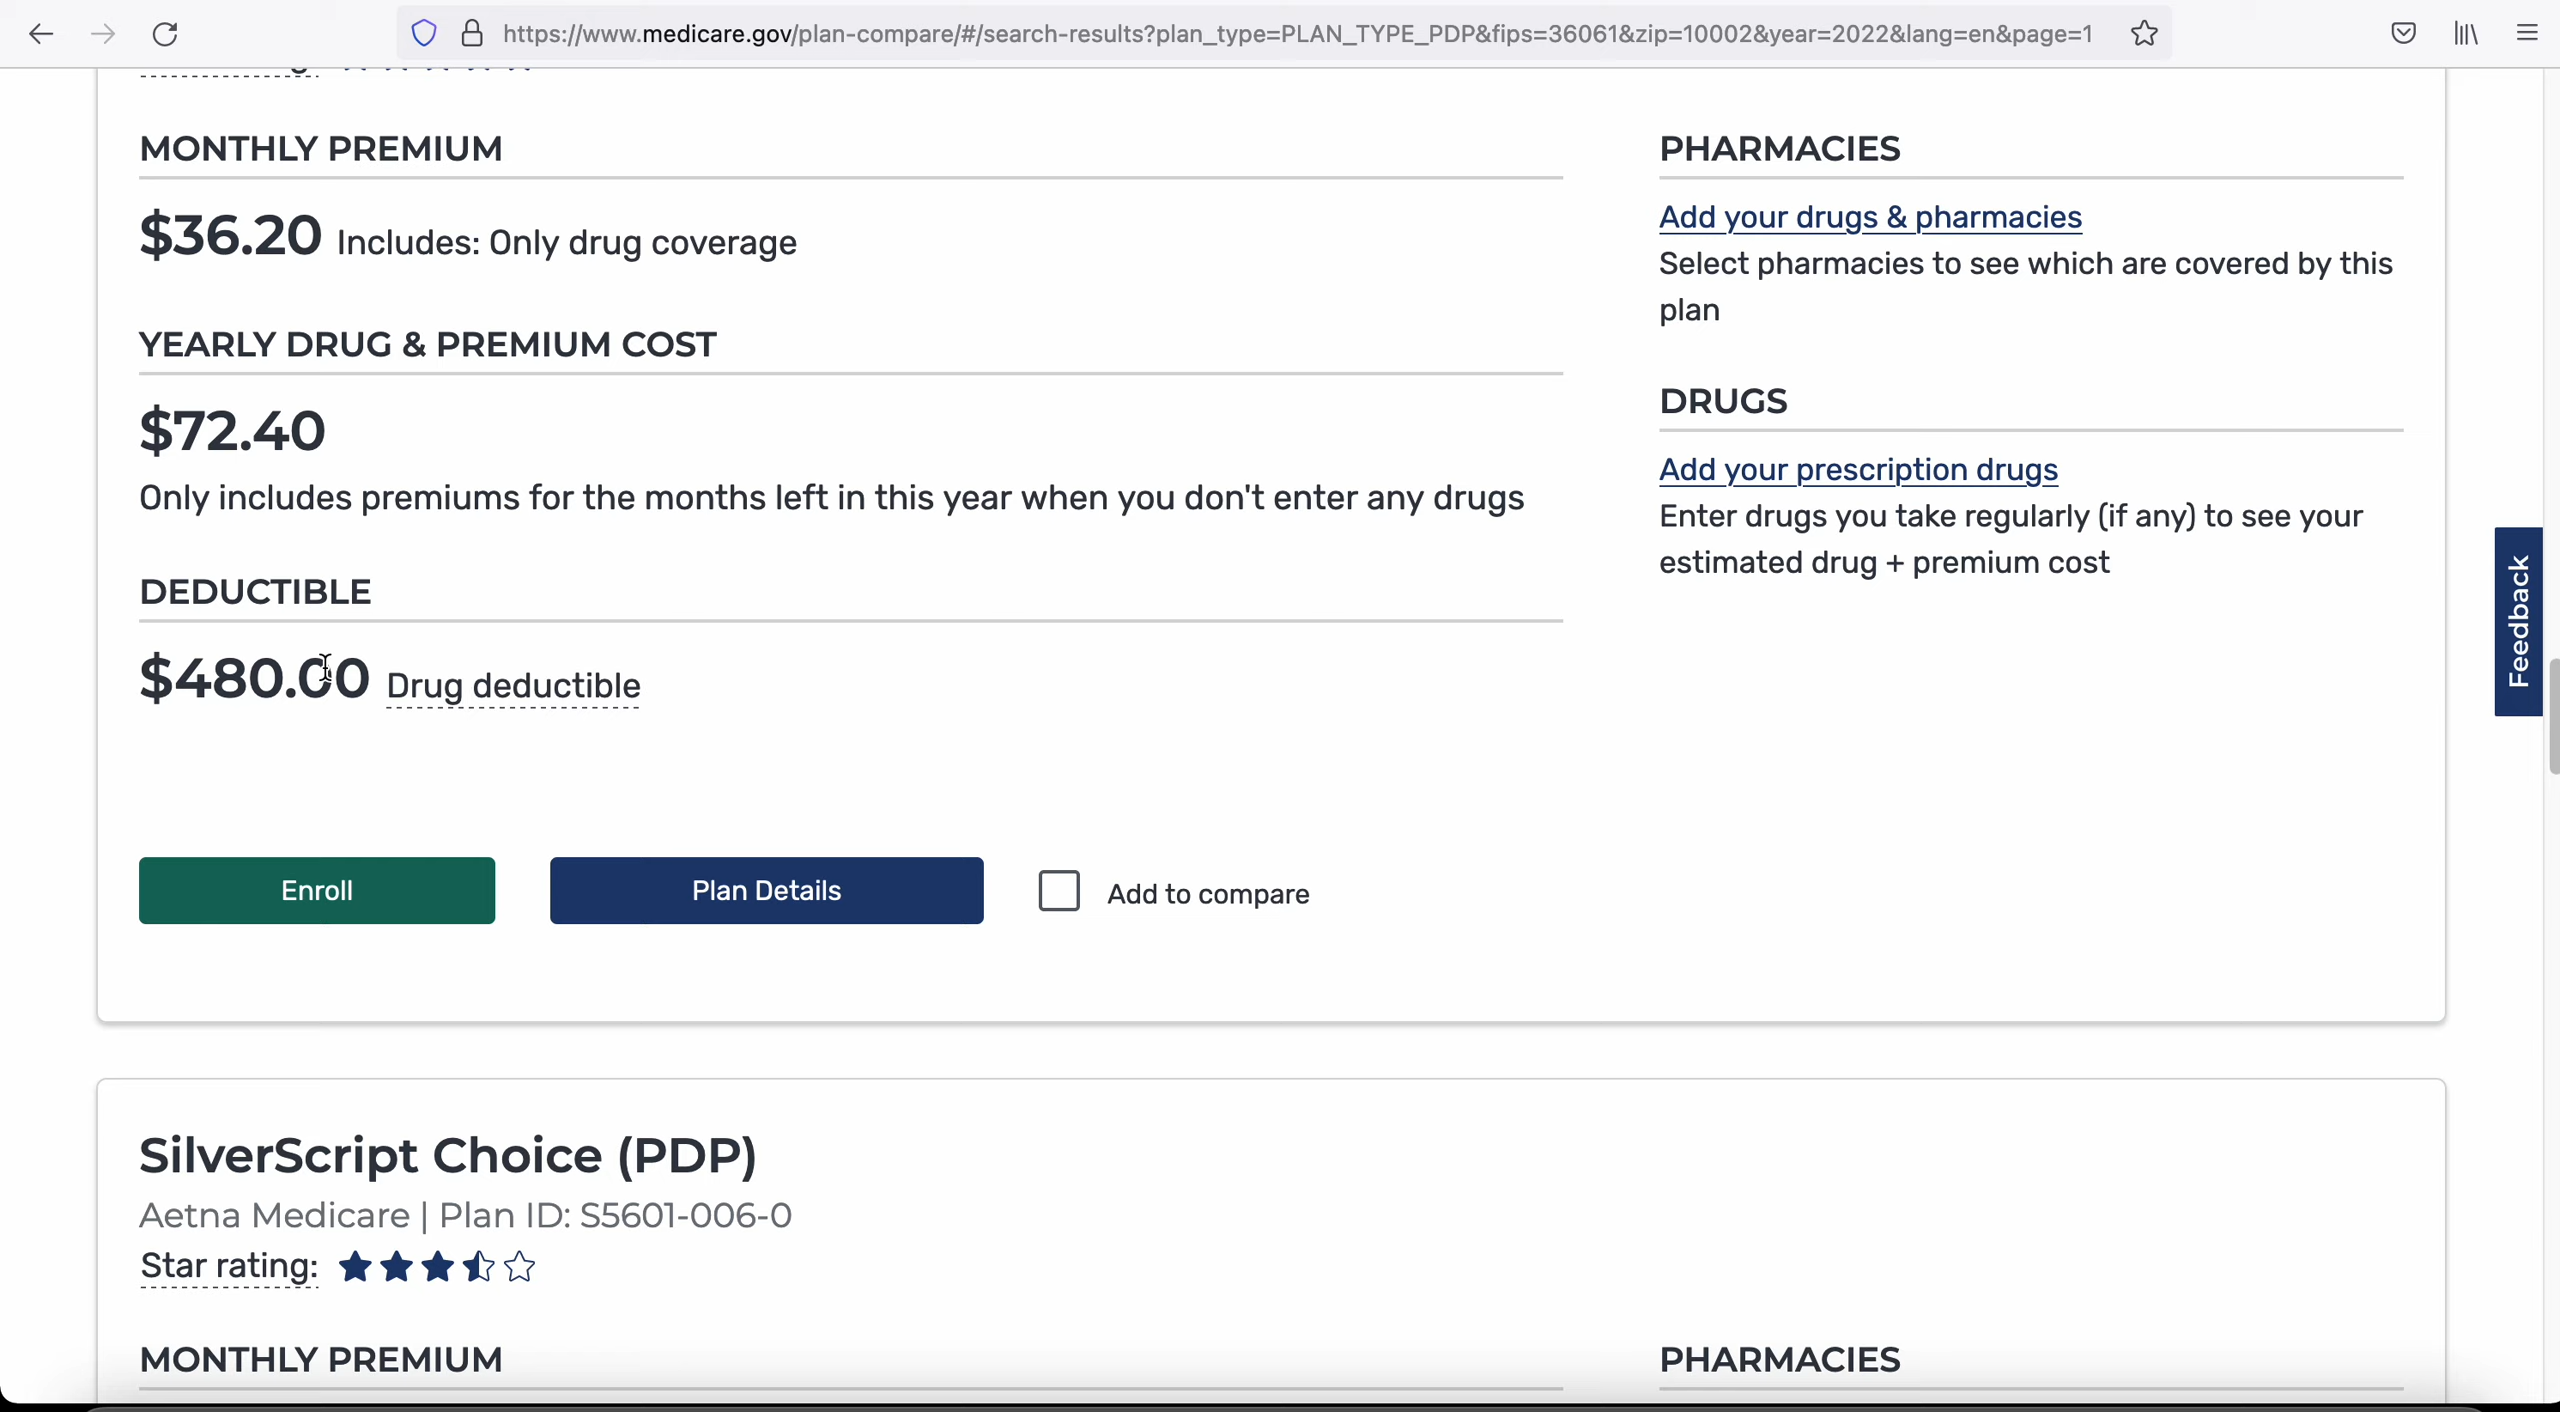 https://www.medicare.gov/plan-compare/#/search-results?plan_type=PLAN_TYPE_PDP&fips=36061&zip=10002&year=2022&lang=en&page=1
MONTHLY PREMIUM
$36.20 Includes: Only drug coverage
YEARLY DRUG & PREMIUM COST
$72.40
Only includes premiums for the months left in this year when you don't enter any drugs
DEDUCTIBLE
$480.00 Drug deductible
PHARMACIES
Add your drugs & pharmacies
Select pharmacies to see which are covered by this
plan
DRUGS
Add your prescription drugs
Enter drugs you take regularly (if any) to see your
estimated drug + premium cost
Feedback
Enroll
Plan Details
Add to compare
SilverScript Choice (PDP)
Aetna Medicare | Plan ID: S5601-006-0
Star rating:
MONTHLY PREMIUM
PHARMACIES